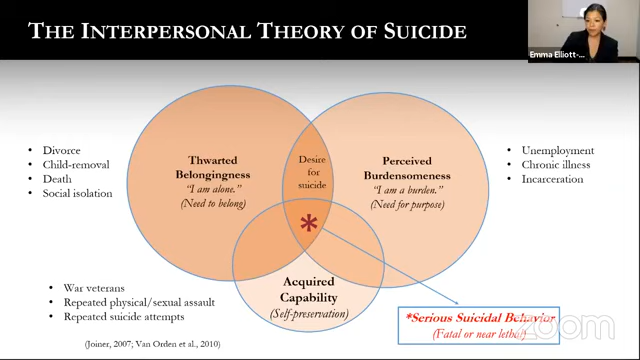 THE INTERPERSONAL THEORY OF SUICIDE
Emma Elliott-
• Divorce
• Child-removal
• Death
• Social isolation
Thwarted
Belongingness
"I am alone."
(Need to belong)
Desire
for
suicide
Perceived
Burdensomeness
"I am a burden."
(Need for purpose)
• Unemployment
• Chronic illness
• Incarceration
*
Acquired
Capability
(Self-preservation)
• War veterans
• Repeated physical/sexual assault
• Repeated suicide attempts
*Serious Suicidal Behavior
(Fatal or near lethal)
zoom
(Joiner, 2007; Van Orden et al., 2010)